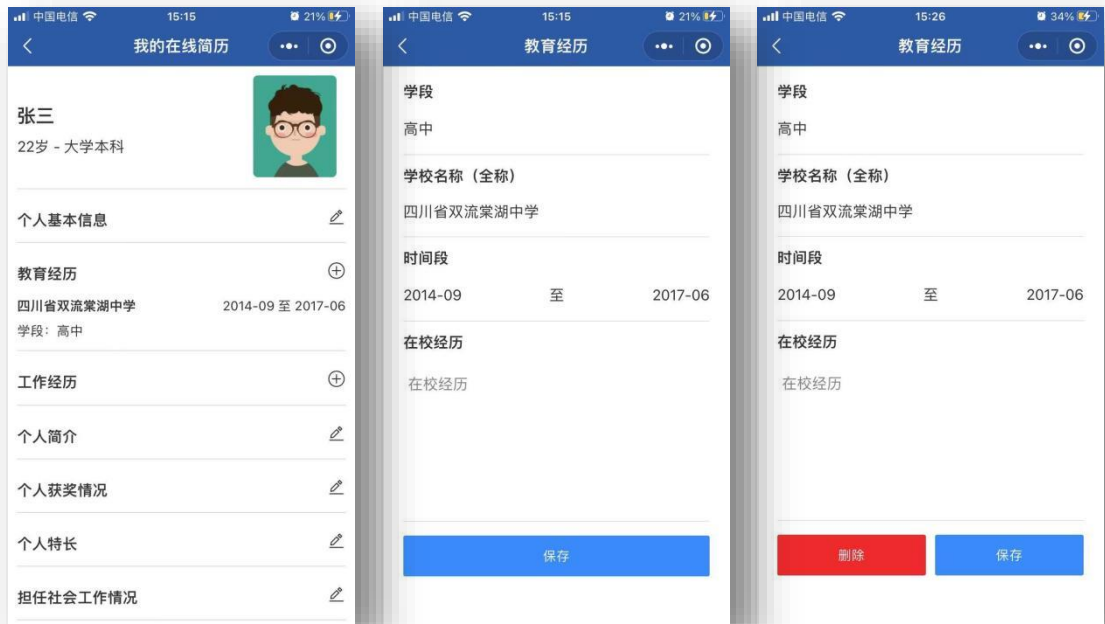 中国电信 15:15 21%
我的在线简历
张三
22岁 - 大学本科
个人基本信息
教育经历
四川省双流棠湖中学 2014-09 至 2017-06
学段：高中
工作经历
个人简介
个人获奖情况
个人特长
担任社会工作情况
中国电信 15:15 21%
教育经历
学段
高中
学校名称（全称）
四川省双流棠湖中学
时间段
2014-09 至 2017-06
在校经历
在校经历
保存
中国电信 15:26 34%
教育经历
学段
高中
学校名称（全称）
四川省双流棠湖中学
时间段
2014-09 至 2017-06
在校经历
在校经历
删除 保存